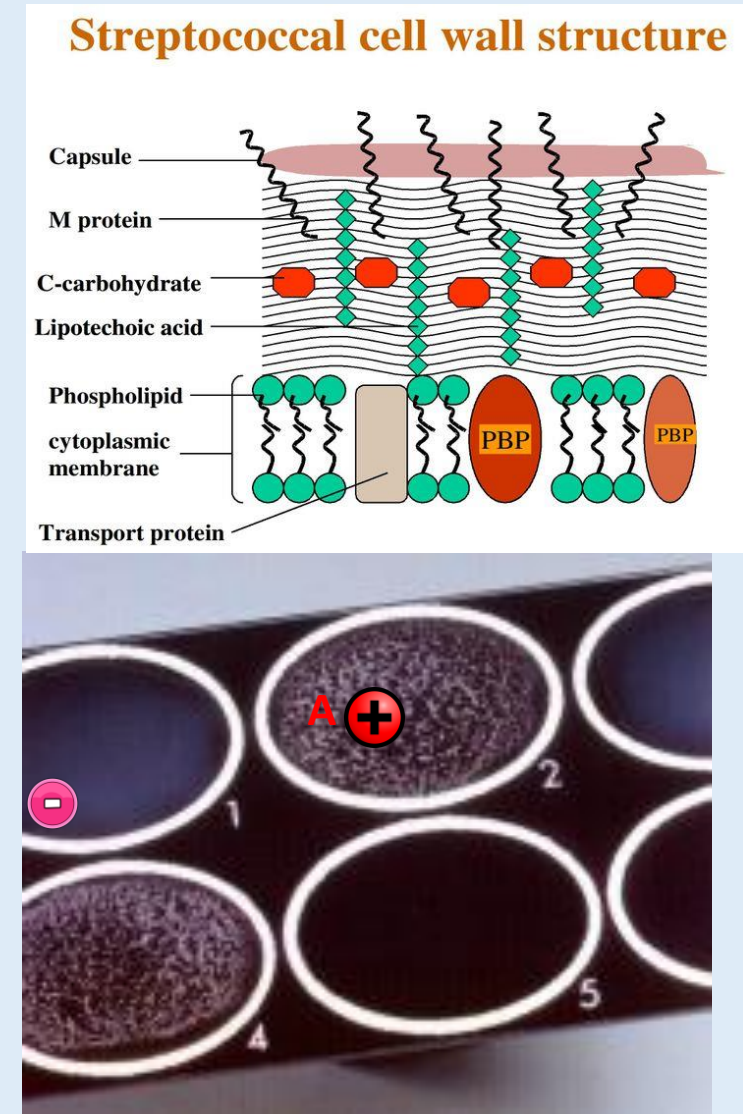 Streptococcal cell wall structure
Capsule
M protein
C-carbohydrate
Lipotechoic acid
Phospholipid
cytoplasmic
membrane
PBP
PBP
Transport protein
A
2
1
5
4